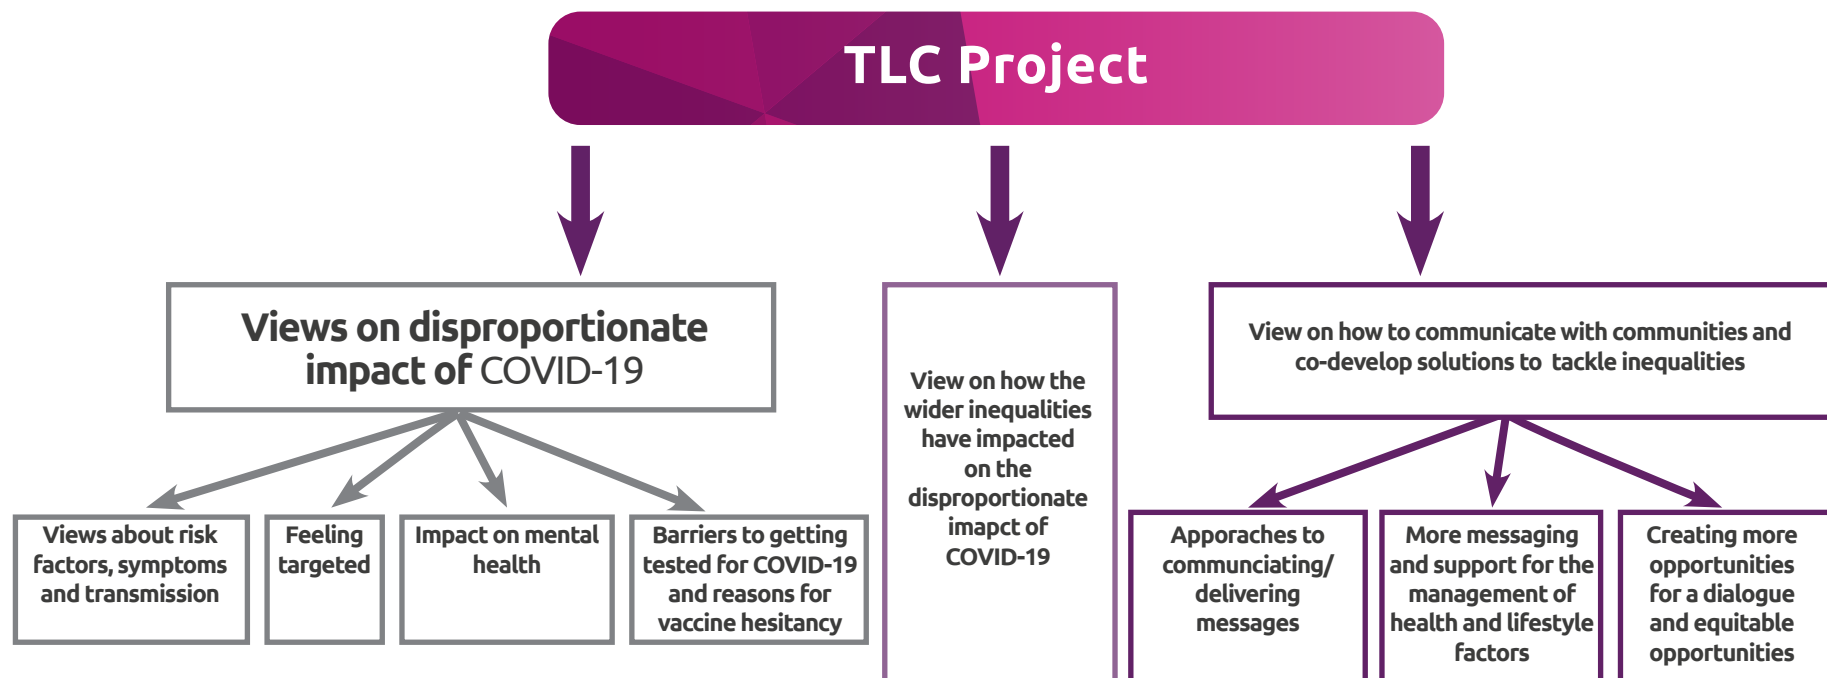 TLC Project
Views on disproportionate
impact of COVID-19
Views about risk
factors, symptoms
and transmission
Feeling
targeted
Impact on mental
health
Barriers to getting
tested for COVID-19
and reasons for
vaccine hesitancy
View on how the
wider inequalities
have impacted
on the
disproportionate
imapct of
COVID-19
View on how to communicate with communities and
co-develop solutions to tackle inequalities
Apporaches to
communciating/
delivering
messages
More messaging
and support for the
management of
health and lifestyle
factors
Creating more
opportunities
for a dialogue
and equitable
opportunities